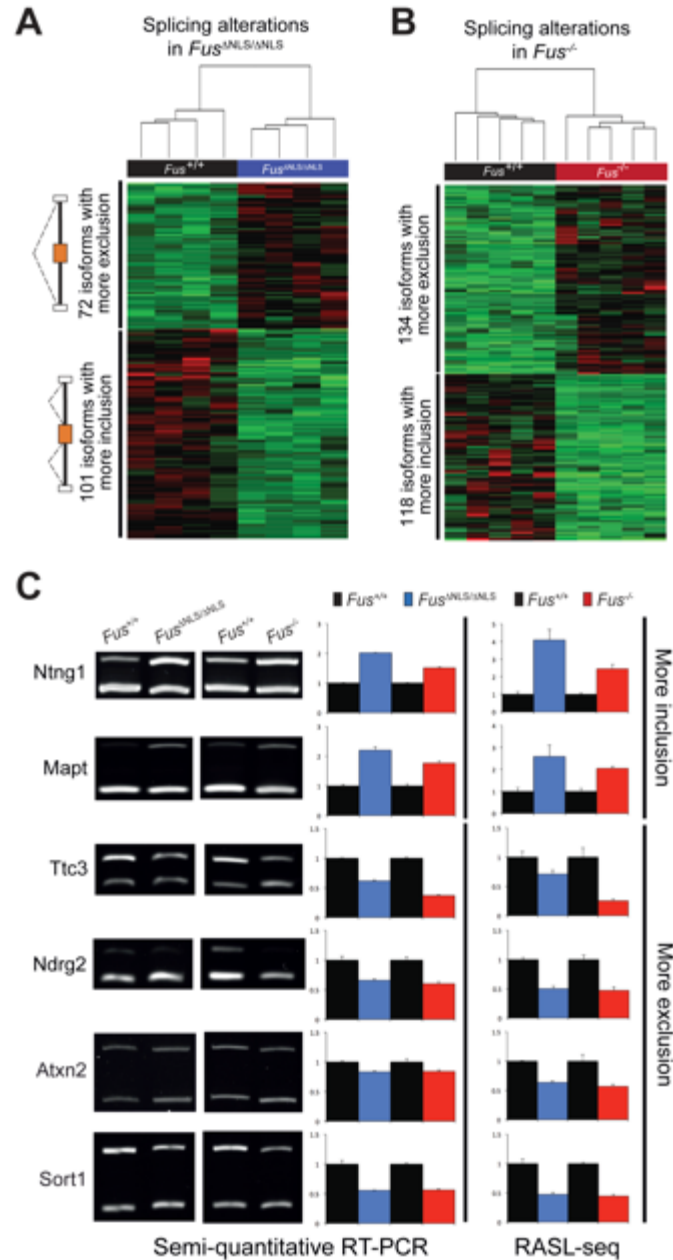 A
Splicing alterations
in Fus^ΔNLS/ΔNLS
Fus^+/+
Fus^ΔNLS/ΔNLS
72 isoforms with
more exclusion
101 isoforms with
more inclusion
B
Splicing alterations
in Fus^-/-
Fus^+/+
Fus^-/-
134 isoforms with
more exclusion
118 isoforms with
more inclusion
C
Fus^+/+ Fus^ΔNLS/ΔNLS Fus^+/+ Fus^-/-
Fus^+/+ Fus^ΔNLS/ΔNLS Fus^+/+ Fus^-/-
Ntng1
Mapt
Ttc3
Ndrg2
Atxn2
Sort1
More inclusion
More exclusion
Semi-quantitative RT-PCR
RASL-seq